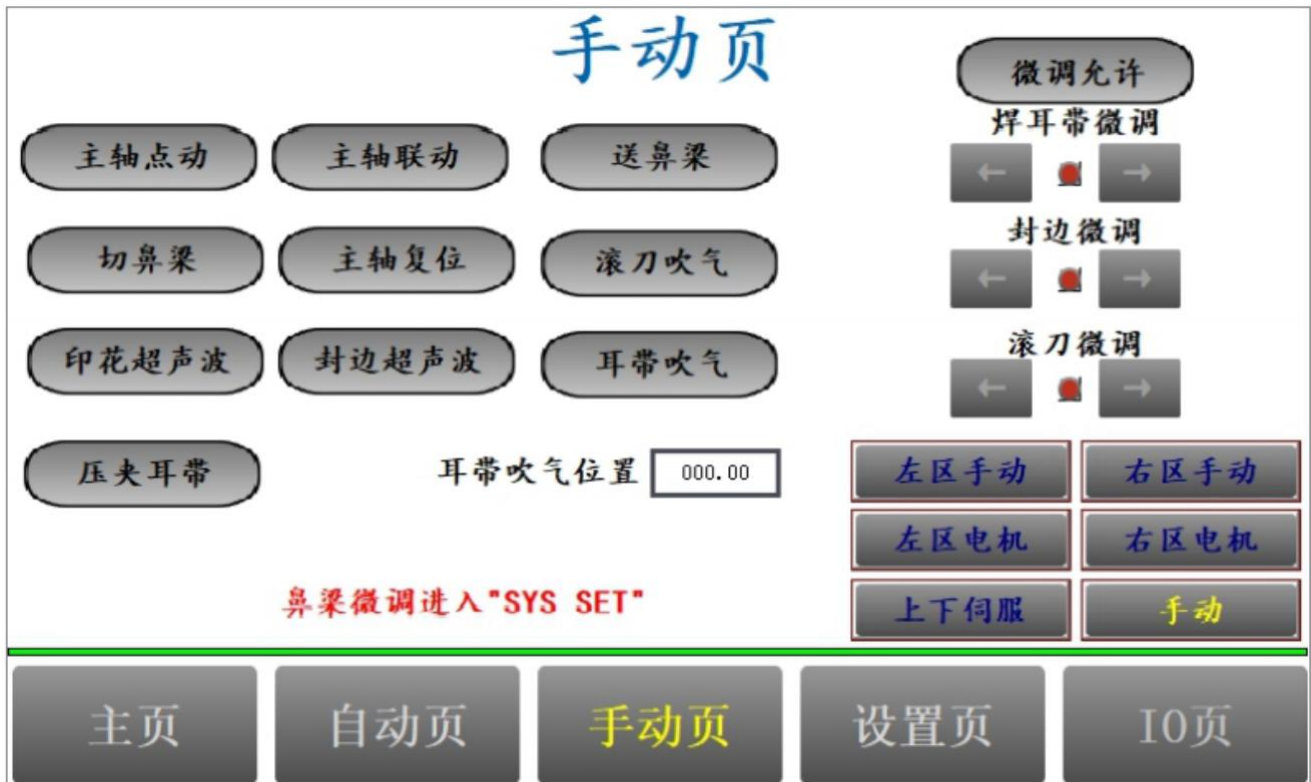 手动页
微调允许
焊耳带微调
主轴点动 主轴联动 送鼻梁
← →
封边微调
切鼻梁 主轴复位 滚刀吹气
← →
滚刀微调
印花超声波 封边超声波 耳带吹气
← →
压夹耳带 耳带吹气位置 000.00 左区手动 右区手动
左区电机 右区电机
鼻梁微调进入"SYS SET" 上下伺服 手动
主页 自动页 手动页 设置页 IO页